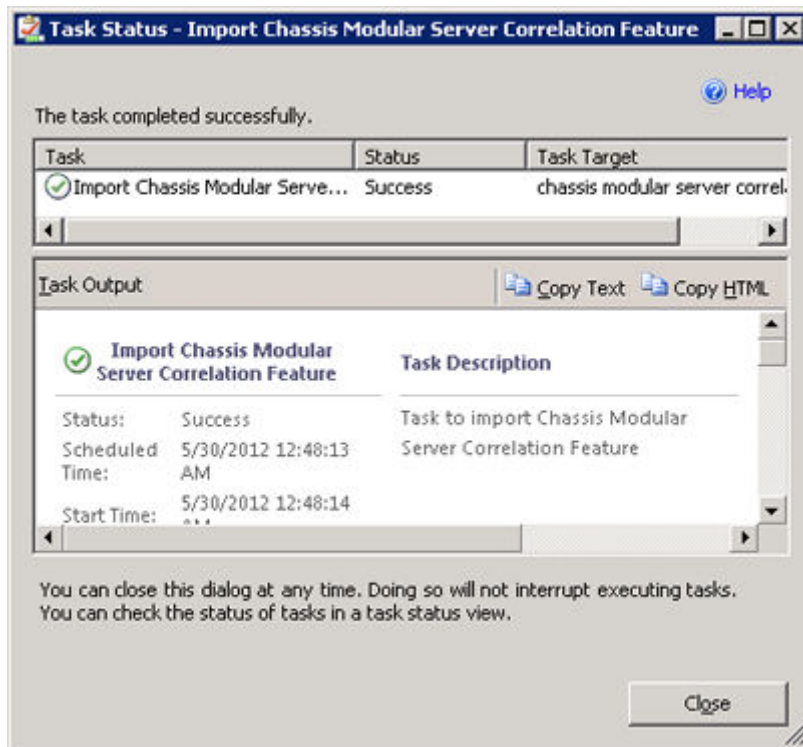 Task Status - Import Chassis Modular Server Correlation Feature
Help
The task completed successfully.
Task Status Task Target
Import Chassis Modular Serve... Success chassis modular server correl
Task Output Copy Text Copy HTML
Import Chassis Modular
Server Correlation Feature
Task Description
Status: Success
Scheduled Time: 5/30/2012 12:48:13 AM
Start Time: 5/30/2012 12:48:14
Task to import Chassis Modular
Server Correlation Feature
You can close this dialog at any time. Doing so will not interrupt executing tasks.
You can check the status of tasks in a task status view.
Close